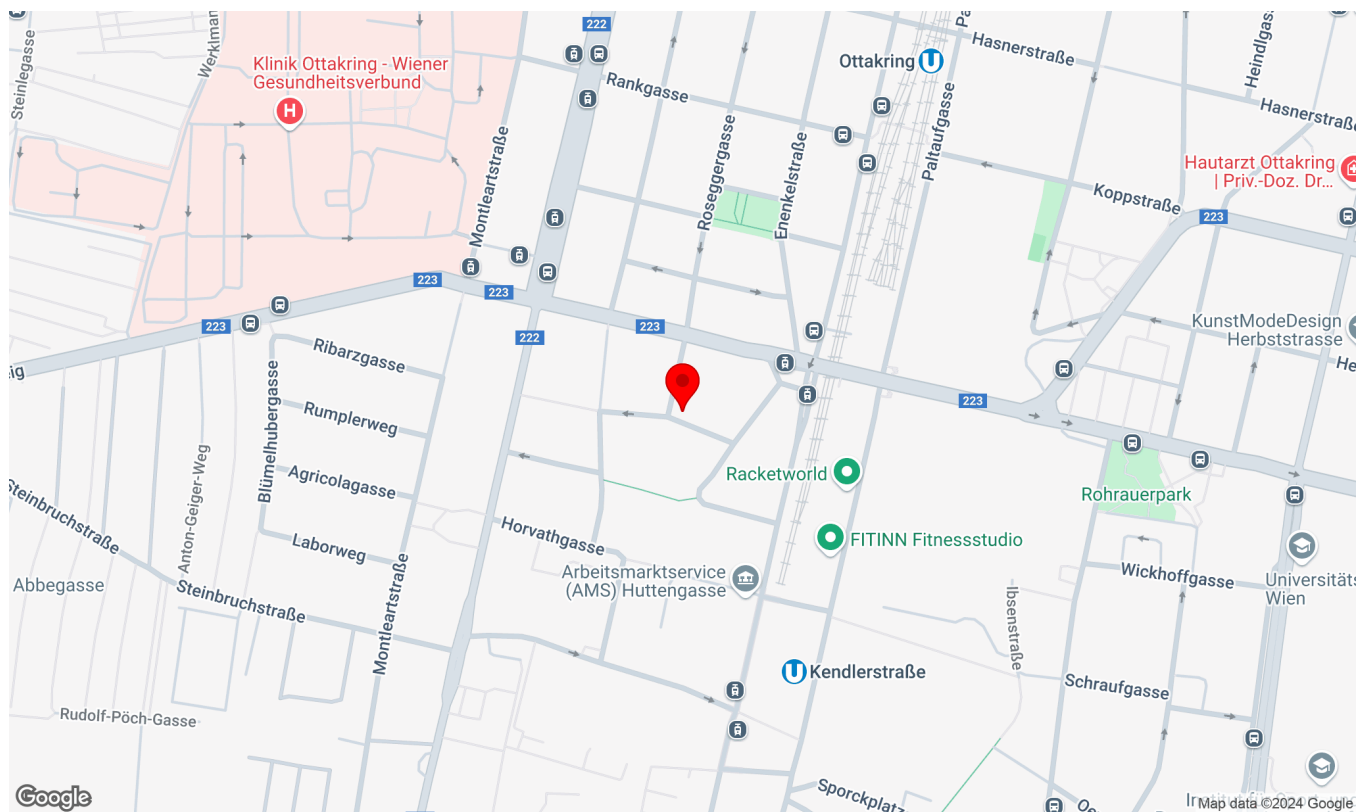 Steinlegasse
Werklman
222
Klinik Ottakring - Wiener
Gesundheitsverbund
H
Ottakring
U
Hasnerstraße
Heindlgasse
Rankgasse
Hasnerstraße
Montleartstraße
Roseggergasse
Enenkelstraße
Paltaufgasse
Koppstraße
Hautarzt Ottakring
| Priv.-Doz. Dr...
223
223
223
223
223
222
223
Ribarzgasse
KunstModeDesign
Herbststrasse
Rumplerweg
Blümelhubergasse
Agricolagasse
Anton-Geiger-Weg
Steinbruchstraße
Laborweg
Horvathgasse
Racketworld
FITINN Fitnessstudio
Rohrauerpark
Arbeitsmarktservice
(AMS) Huttengasse
Wickhoffgasse
Universitäts
Wien
Abbegasse
Steinbruchstraße
Montleartstraße
Ibsenstraße
U
Kendlerstraße
Schraufgasse
Rudolf-Pöch-Gasse
Sporckplatz
Google
Map data ©2024 Google